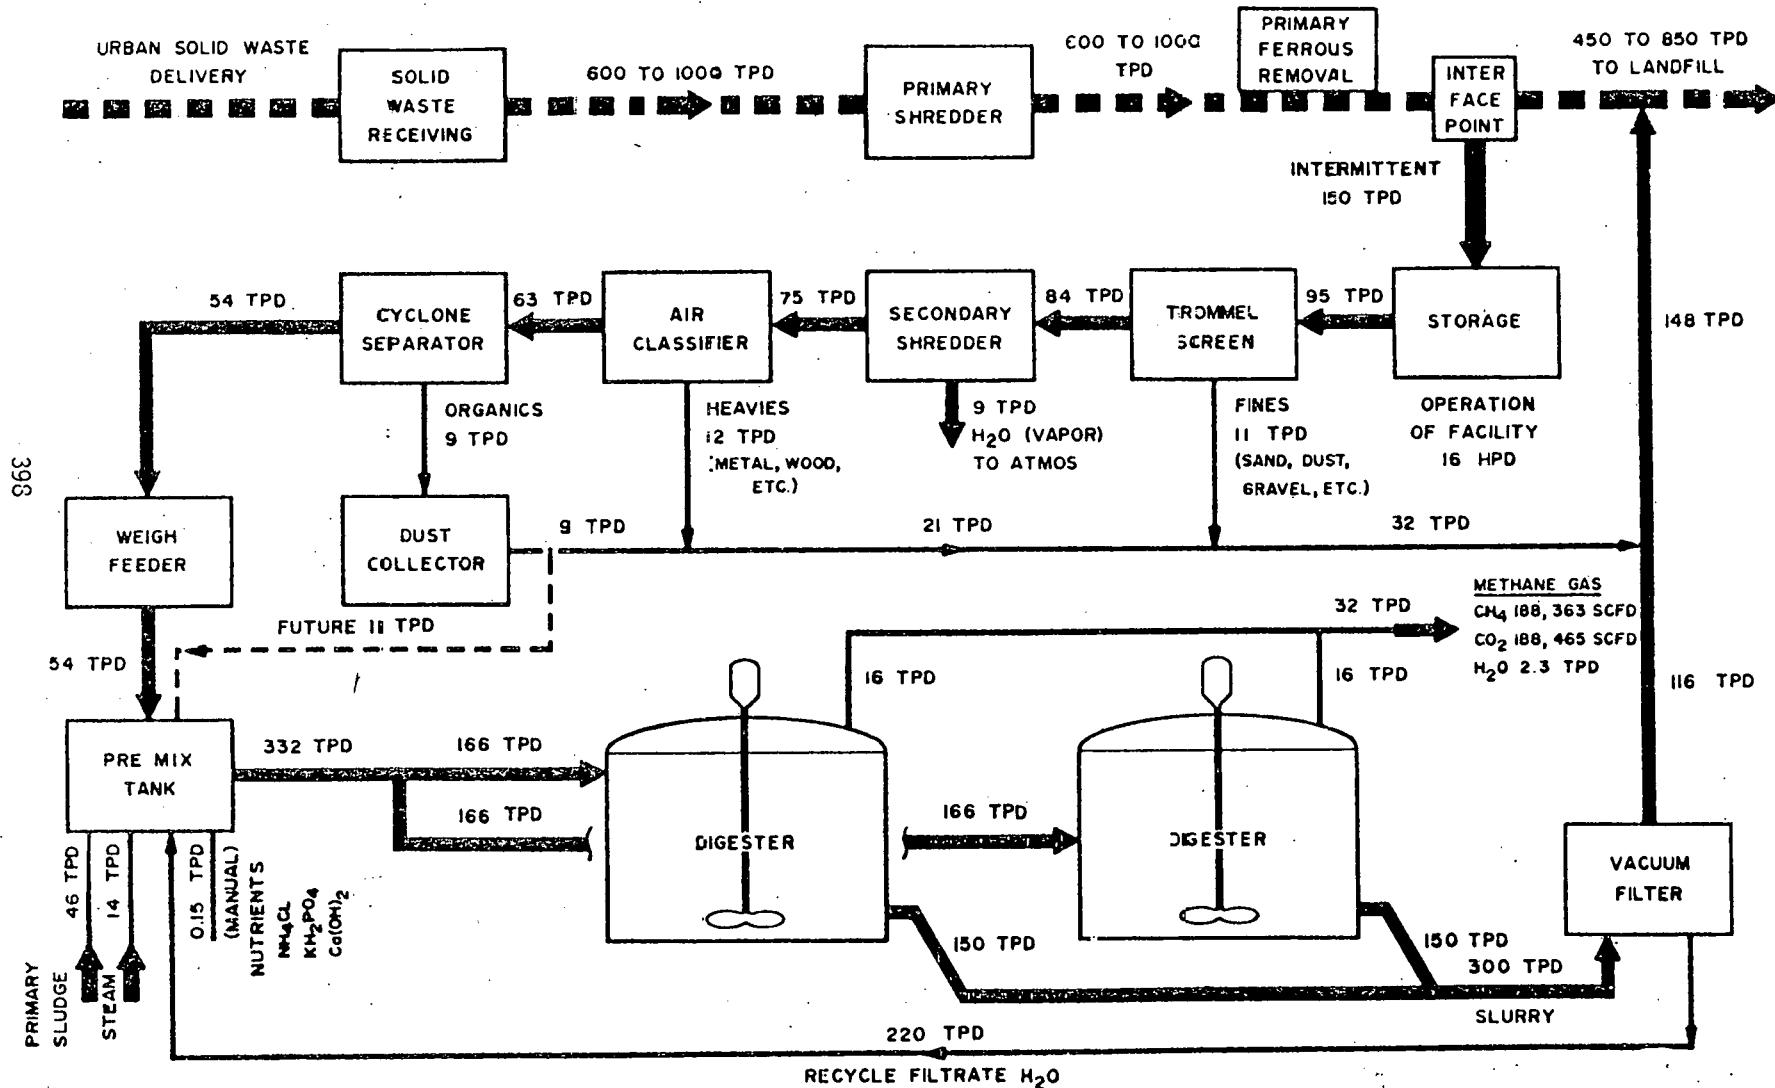 URBAN SOLID WASTE
DELIVERY
SOLID
WASTE
RECEIVING
600 TO 1000 TPD
PRIMARY
SHREDDER
600 TO 1000
TPD
PRIMARY
FERROUS
REMOVAL
INTER
FACE
POINT
450 TO 850 TPD
TO LANDFILL
INTERMITTENT
150 TPD
54 TPD
CYCLONE
SEPARATOR
63 TPD
AIR
CLASSIFIER
75 TPD
SECONDARY
SHREDDER
84 TPD
TROMMEL
SCREEN
95 TPD
STORAGE
148 TPD
ORGANICS
9 TPD
HEAVIES
12 TPD
(METAL, WOOD,
ETC.)
9 TPD
H₂O (VAPOR)
TO ATMOS
FINES
11 TPD
(SAND, DUST,
GRAVEL, ETC.)
OPERATION
OF FACILITY
16 HPD
398
WEIGH
FEEDER
DUST
COLLECTOR
9 TPD
21 TPD
32 TPD
FUTURE 11 TPD
54 TPD
32 TPD
METHANE GAS
CH₄ 188,363 SCFD
CO₂ 188,465 SCFD
H₂O 2.3 TPD
16 TPD
16 TPD
116 TPD
PRE MIX
TANK
332 TPD
166 TPD
166 TPD
DIGESTER
166 TPD
DIGESTER
VACUUM
FILTER
46 TPD
14 TPD
0.15 TPD
(MANUAL)
NUTRIENTS
NH₄CL
KH₂PO4
Ca(OH)₂
PRIMARY
SLUDGE
STEAM
150 TPD
150 TPD
300 TPD
SLURRY
220 TPD
RECYCLE FILTRATE H₂O